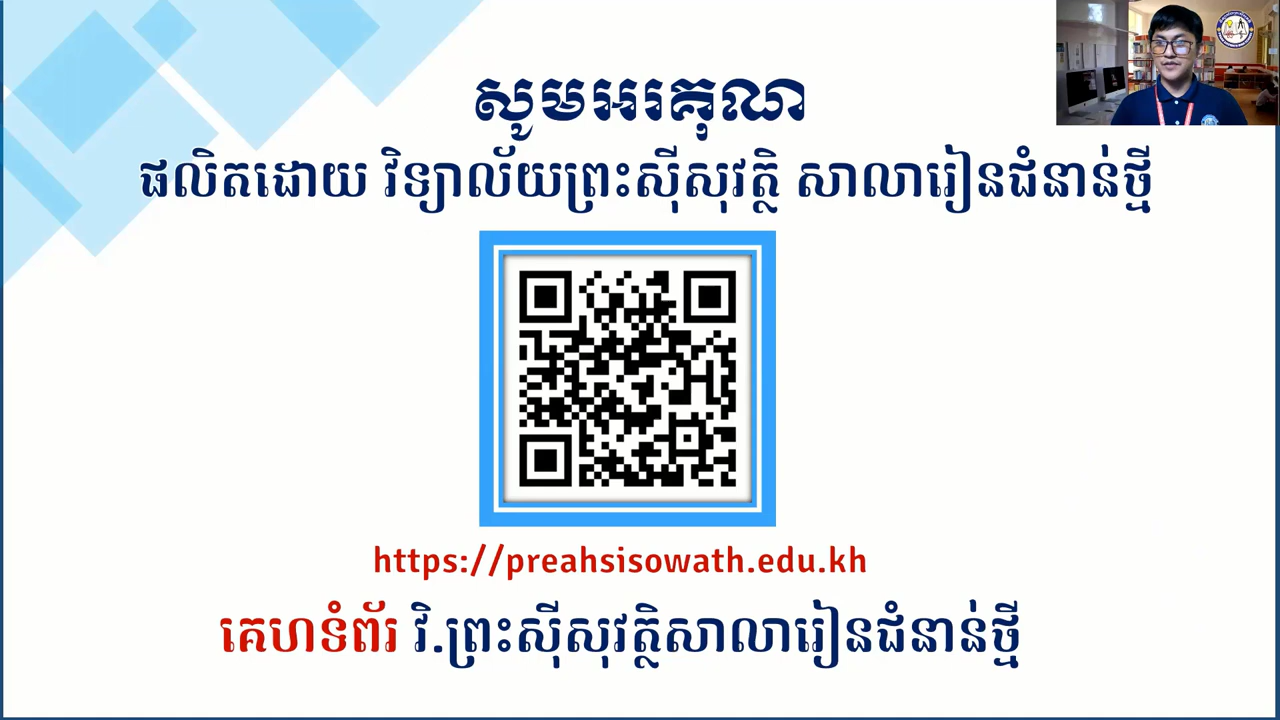 សូមអរគុណ
ផលិតដោយ វិទ្យាល័យព្រះស៊ីសុវត្ថិ សាលារៀនជំនាន់ថ្មី
https://preahsisowath.edu.kh
គេហទំព័រ វិ.ព្រះស៊ីសុវត្ថិសាលារៀនជំនាន់ថ្មី